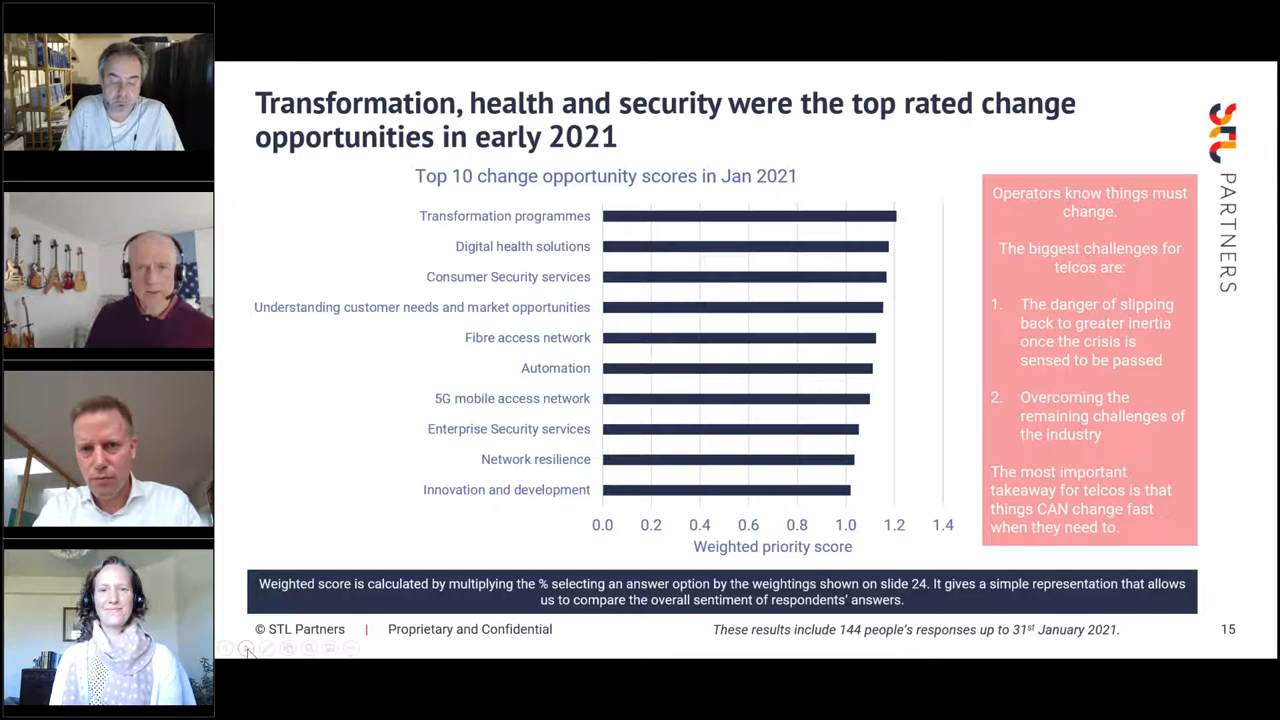 Transformation, health and security were the top rated change
opportunities in early 2021
Top 10 change opportunity scores in Jan 2021
Transformation programmes
Digital health solutions
Consumer Security services
Understanding customer needs and market opportunities
Fibre access network
Automation
5G mobile access network
Enterprise Security services
Network resilience
Innovation and development
0.0 0.2 0.4 0.6 0.8 1.0 1.2 1.4
Weighted priority score
Operators know things must
change.
The biggest challenges for
telcos are:
1. The danger of slipping
back to greater inertia
once the crisis is
sensed to be passed
2. Overcoming the
remaining challenges of
the industry
The most important
takeaway for telcos is that
things CAN change fast
when they need to.
STL PARTNERS
Weighted score is calculated by multiplying the % selecting an answer option by the weightings shown on slide 24. It gives a simple representation that allows
us to compare the overall sentiment of respondents' answers.
© STL Partners | Proprietary and Confidential
These results include 144 people's responses up to 31st January 2021.
15